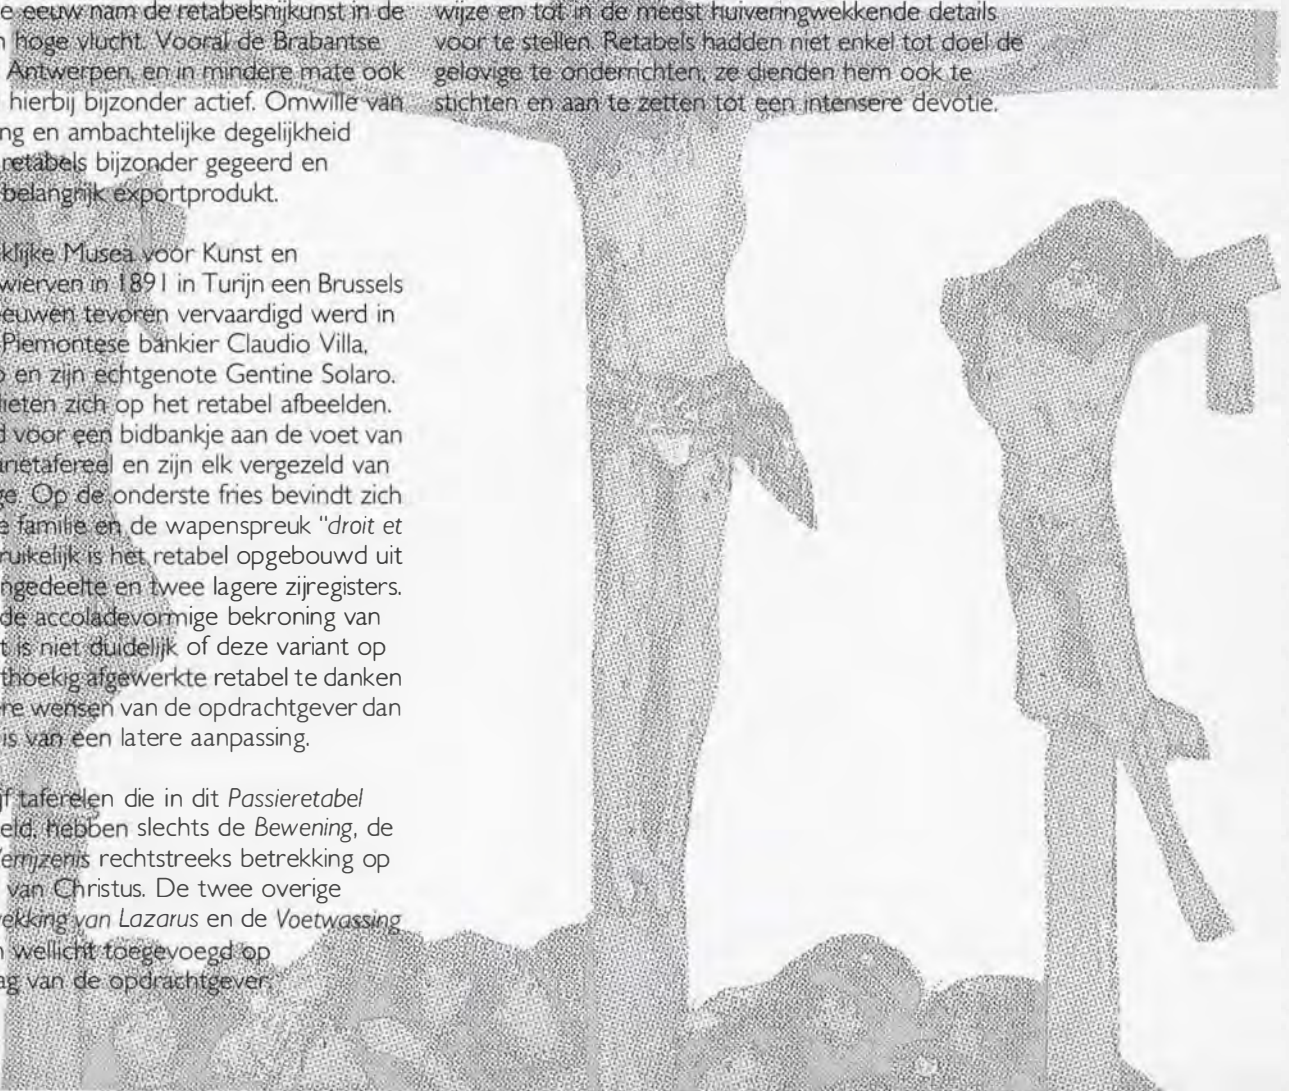 e eeuw nam de retabelsnijkunst in de
hoge vlucht. Vooral de Brabantse
Antwerpen, en in mindere mate ook
hierbij bijzonder actief. Omwille van
ng en ambachtelijke degelijkheid
retabels bijzonder gegeerd en
belangrijk exportprodukt.
klijke Musea voor Kunst en
wierven in 1891 in Turijn een Brussels
euwen tevoren vervaardigd werd in
Piemontese bankier Claudio Villa,
o en zijn echtgenote Gentine Solaro.
lieten zich op het retabel afbeelden.
d voor een bidbankje aan de voet van
arietafereel en zijn elk vergezeld van
ge. Op de onderste fries bevindt zich
e familie en de wapenspreuk "droit et
ruikelijk is het retabel opgebouwd uit
ngedeelte en twee lagere zijregisters.
de accoladevormige bekroning van
t is niet duidelijk of deze variant op
thoekig afgewerkte retabel te danken
re wensen van de opdrachtgever dan
is van een latere aanpassing.
jf taferelen die in dit Passieretabel
eld, hebben slechts de Bewening, de
Verrijzenis rechtstreeks betrekking op
van Christus. De twee overige
ekking van Lazarus en de Voetwassing
n wellicht toegevoegd op
ag van de opdrachtgever.
wijze en tot in de meest huiveringwekkende details
voor te stellen. Retabels hadden niet enkel tot doel de
gelovige te onderrichten, ze dienden hem ook te
stichten en aan te zetten tot een intensere devotie.